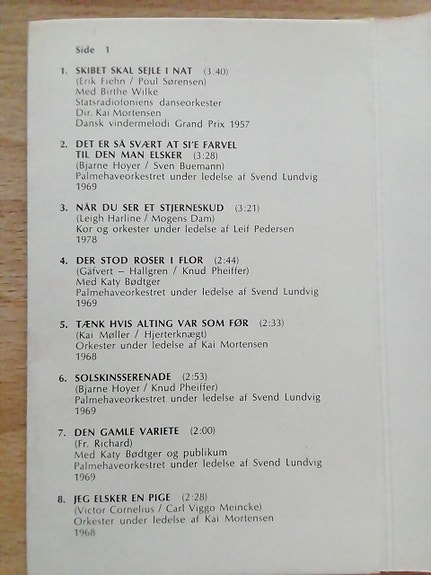 Side 1
1. SKIBET SKAL SEJLE I NAT (3:40)
(Erik Fiehn / Poul Sørensen)
Med Birthe Wilke
Statsradiofoniens danseorkester
Dir. Kai Mortensen
Dansk vindermelodi Grand Prix 1957
2. DET ER SÅ SVÆRT AT SI'E FARVEL
TIL DEN MAN ELSKER (3:28)
(Bjarne Hoyer / Sven Buemann)
Palmehaveorkestret under ledelse af Svend Lundvig
1969
3. NÅR DU SER ET STJERNESKUD (3:21)
(Leigh Harline / Mogens Dam)
Kor og orkester under ledelse af Leif Pedersen
1978
4. DER STOD ROSER I FLOR (2:44)
(Gåfvert – Hallgren / Knud Pheiffer)
Med Katy Bødtger
Palmehaveorkestret under ledelse af Svend Lundvig
1969
5. TÆNK HVIS ALTING VAR SOM FØR (2:33)
(Kai Møller / Hjerterknægt)
Orkester under ledelse af Kai Mortensen
1968
6. SOLSKINSSERENADE (2:53)
(Bjarne Hoyer / Knud Pheiffer)
Palmehaveorkestret under ledelse af Svend Lundvig
1969
7. DEN GAMLE VARIETE (2:00)
(Fr. Richard)
Med Katy Bødtger og publikum
Palmehaveorkestret under ledelse af Svend Lundvig
1969
8. JEG ELSKER EN PIGE (2:28)
(Victor Cornelius / Carl Viggo Meincke)
Orkester under ledelse af Kai Mortensen
1968